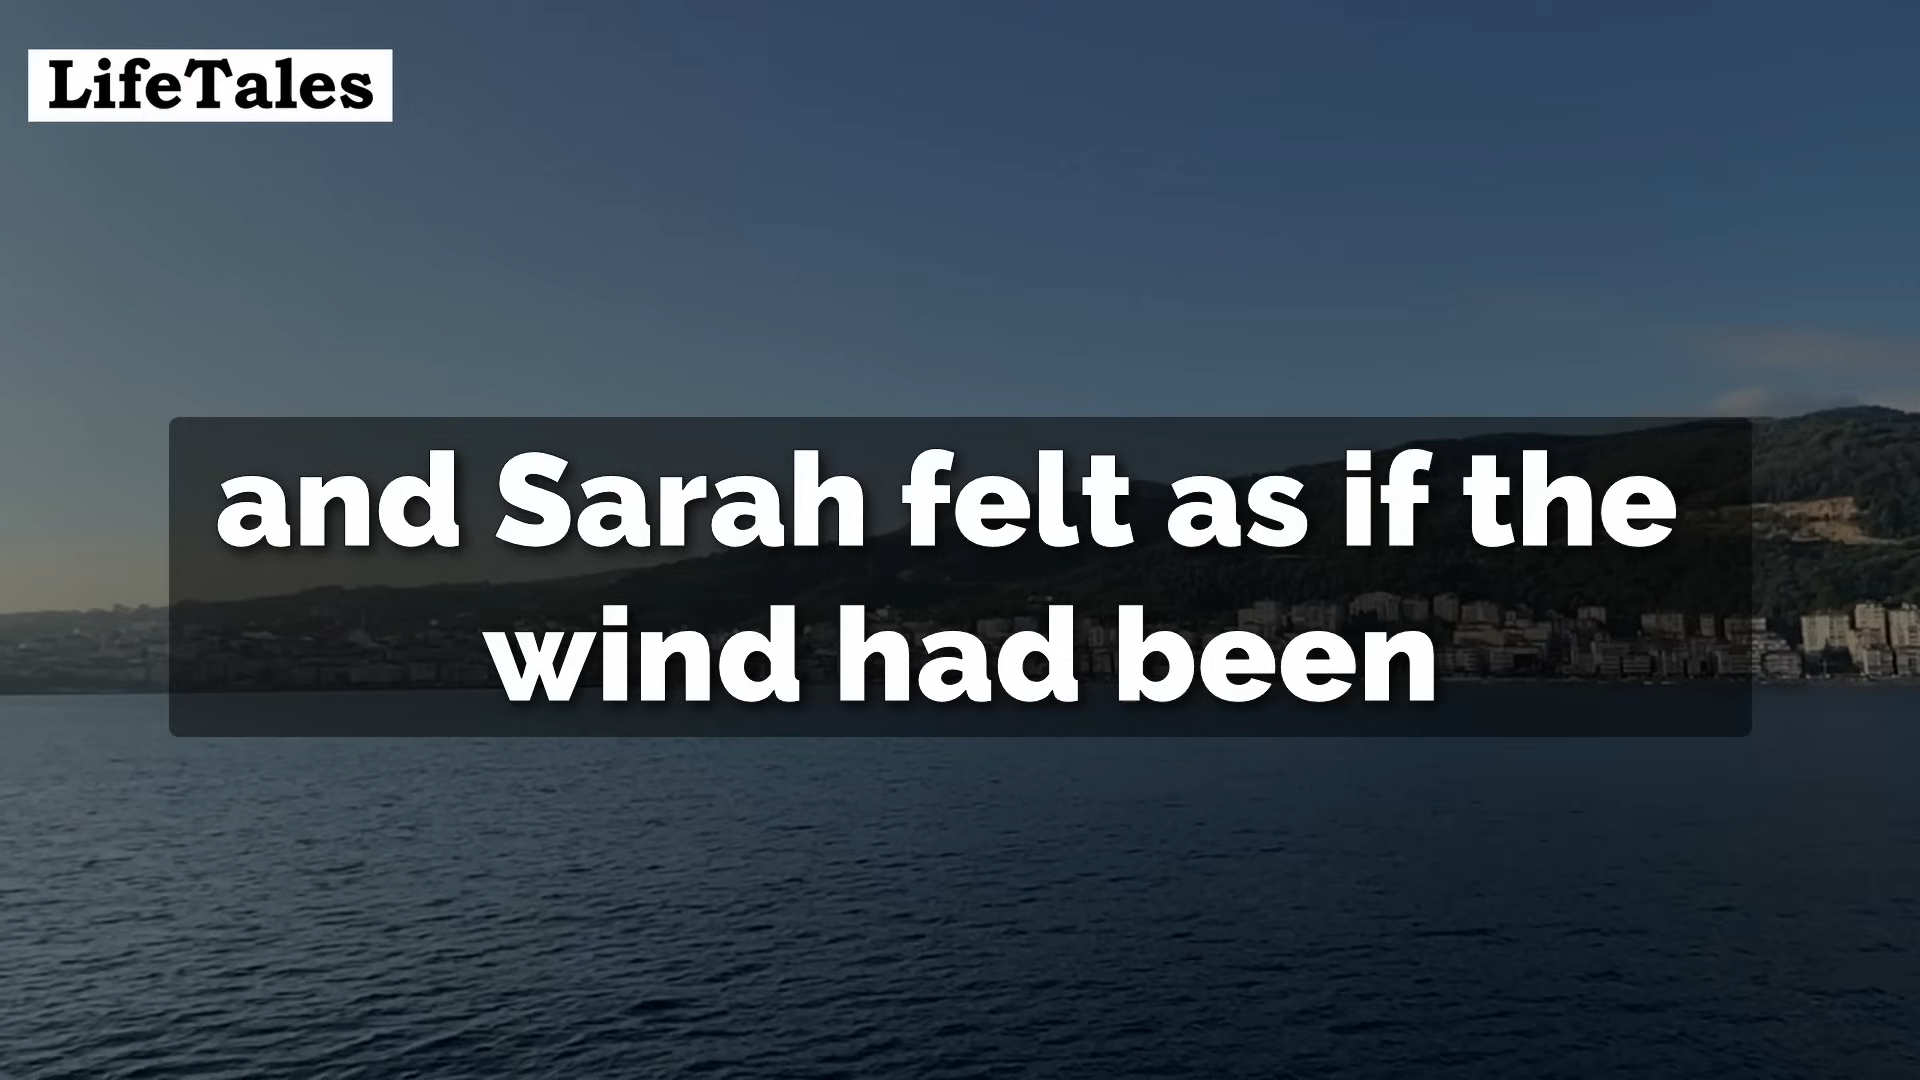 LifeTales
and Sarah felt as if the
wind had been